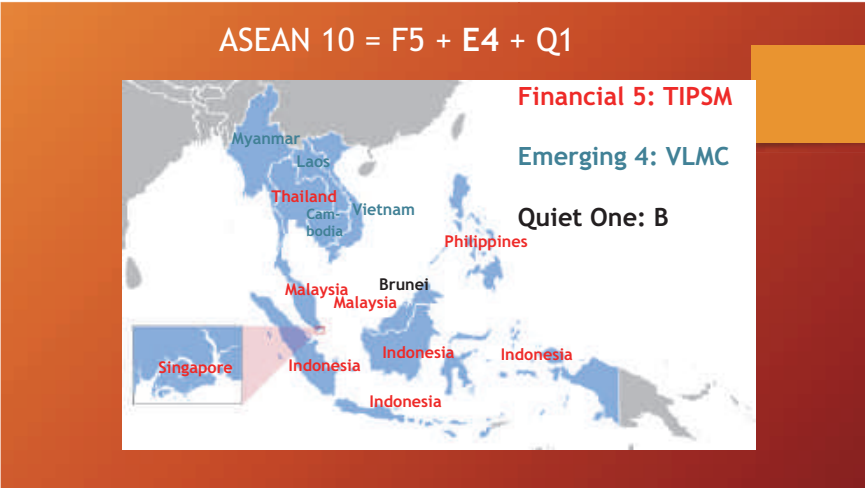 ASEAN 10 = F5 + E4 + Q1
Financial 5: TIPSM
Emerging 4: VLMC
Quiet One: B
Myanmar
Laos
Thailand
Cam-
bodia
Vietnam
Philippines
Malaysia
Brunei
Malaysia
Singapore
Indonesia
Indonesia
Indonesia
Indonesia